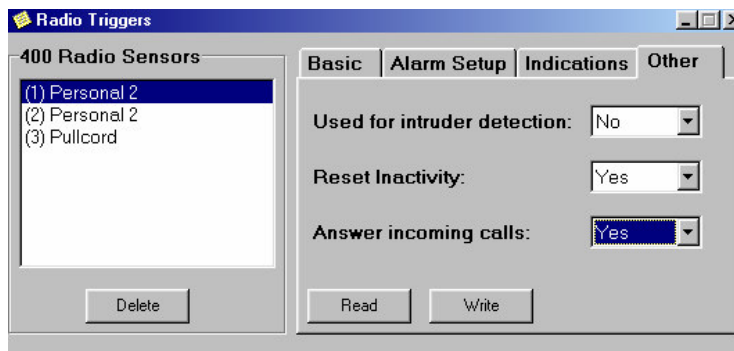 Radio Triggers
400 Radio Sensors
(1) Personal 2
(2) Personal 2
(3) Pullcord
Delete
Basic
Alarm Setup
Indications
Other
Used for intruder detection: No
Reset Inactivity: Yes
Answer incoming calls: Yes
Read
Write